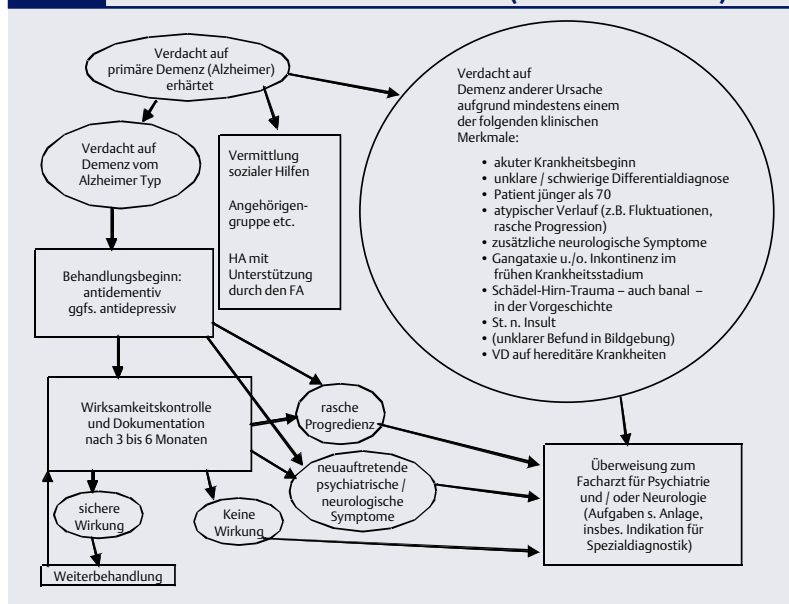 Verdacht auf
primäre Demenz (Alzheimer)
erhärtet
Verdacht auf
Demenz vom
Alzheimer Typ
Vermittlung
sozialer Hilfen
Angehörigen-
gruppe etc.
HA mit
Unterstützung
durch den FA
Verdacht auf
Demenz anderer Ursache
aufgrund mindestens einem
der folgenden klinischen
Merkmale:
• akuter Krankheitsbeginn
• unklare / schwierige Differentialdiagnose
• Patient jünger als 70
• atypischer Verlauf (z.B. Fluktuationen,
rasche Progression)
• zusätzliche neurologische Symptome
• Gangataxie u./o. Inkontinenz im
frühen Krankheitsstadium
• Schädel-Hirn-Trauma – auch banal –
in der Vorgeschichte
• St. n. Insult
• (unklarer Befund in Bildgebung)
• VD auf hereditäre Krankheiten
Behandlungsbeginn:
antidementiv
ggfs. antidepressiv
Wirksamkeitskontrolle
und Dokumentation
nach 3 bis 6 Monaten
rasche
Progredienz
neuauftretende
psychiatrische /
neurologische
Symptome
sichere
Wirkung
Keine
Wirkung
Weiterbehandlung
Überweisung zum
Facharzt für Psychiatrie
und / oder Neurologie
(Aufgaben s. Anlage,
insbes. Indikation für
Spezialdiagnostik)